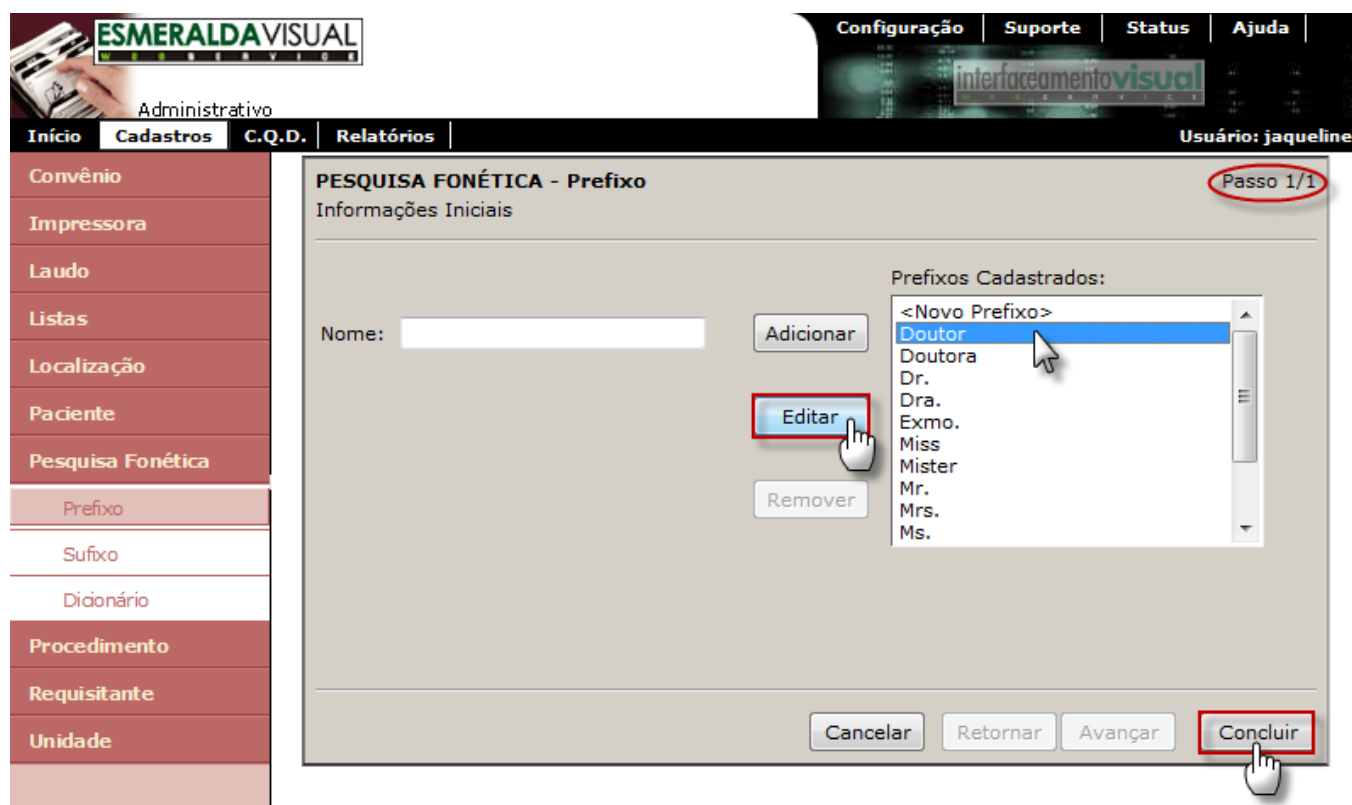 ESMERALDAVISUAL
WEBSERVICE
Administrativo
Configuração Suporte Status Ajuda
interfaceamentovisual
WEBSERVICE
Início Cadastros C.Q.D. Relatórios Usuário: jaqueline
Convênio
Impressora
Laudo
Listas
Localização
Paciente
Pesquisa Fonética
Prefixo
Sufixo
Dicionário
Procedimento
Requisitante
Unidade
PESQUISA FONÉTICA - Prefixo Passo 1/1
Informações Iniciais
Prefixos Cadastrados:
Nome: Adicionar
Editar
Remover
<Novo Prefixo>
Doutor
Doutora
Dr.
Dra.
Exmo.
Miss
Mister
Mr.
Mrs.
Ms.
Cancelar Retornar Avançar Concluir